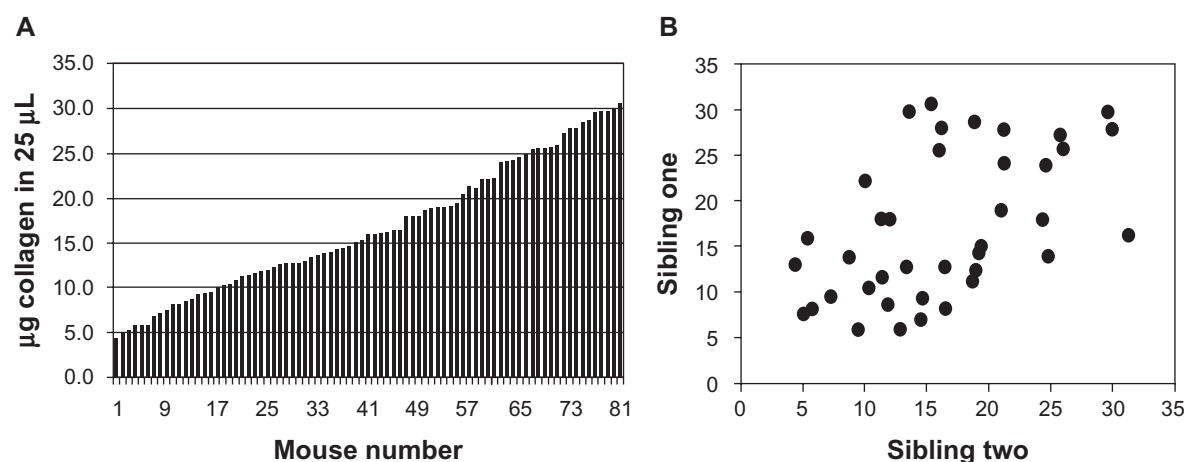 A
µg collagen in 25 µL
35.0
30.0
25.0
20.0
15.0
10.0
5.0
0.0
1 9 17 25 33 41 49 57 65 73 81
Mouse number
B
Sibling one
35
30
25
20
15
10
5
0
0 5 10 15 20 25 30 35
Sibling two